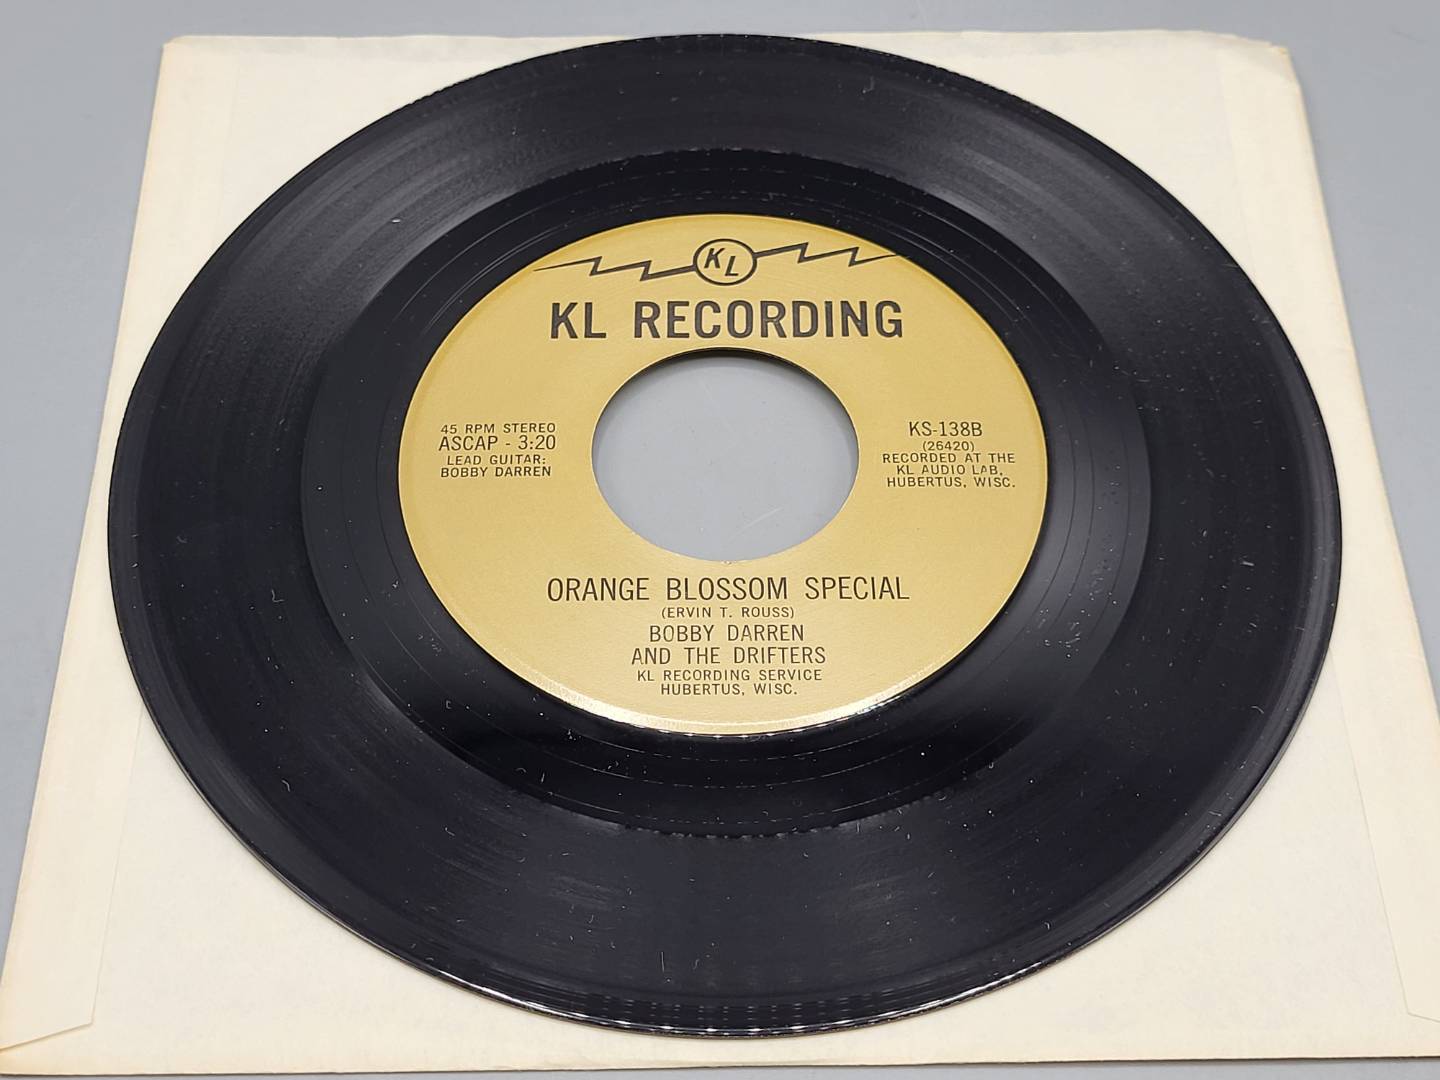 KL
KL RECORDING
45 RPM STEREO
ASCAP - 3:20
LEAD GUITAR:
BOBBY DARREN
KS-138B
(26420)
RECORDED AT THE
KL AUDIO LAB,
HUBERTUS, WISC.
ORANGE BLOSSOM SPECIAL
(ERVIN T. ROUSS)
BOBBY DARREN
AND THE DRIFTERS
KL RECORDING SERVICE
HUBERTUS, WISC.